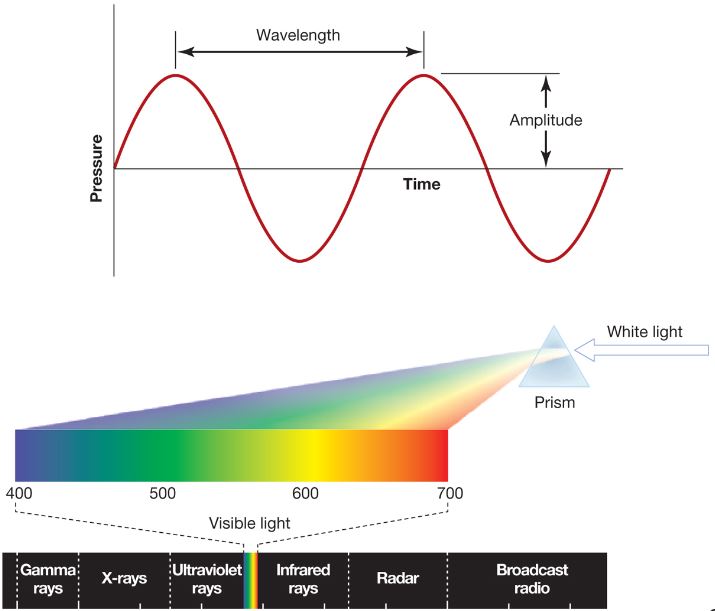 Wavelength
Amplitude
Pressure
Time
White light
Prism
400 500 600 700
Visible light
Gamma rays
X-rays
Ultraviolet rays
Infrared rays
Radar
Broadcast radio